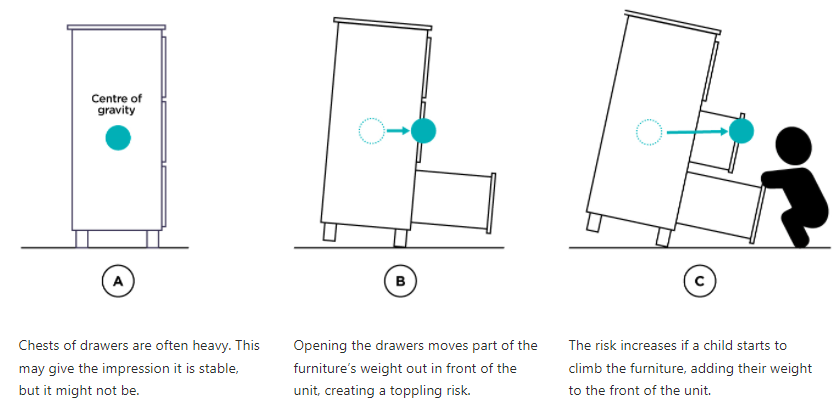 Centre of
gravity
A
B
C
Chests of drawers are often heavy. This
may give the impression it is stable,
but it might not be.
Opening the drawers moves part of the
furniture's weight out in front of the
unit, creating a toppling risk.
The risk increases if a child starts to
climb the furniture, adding their weight
to the front of the unit.